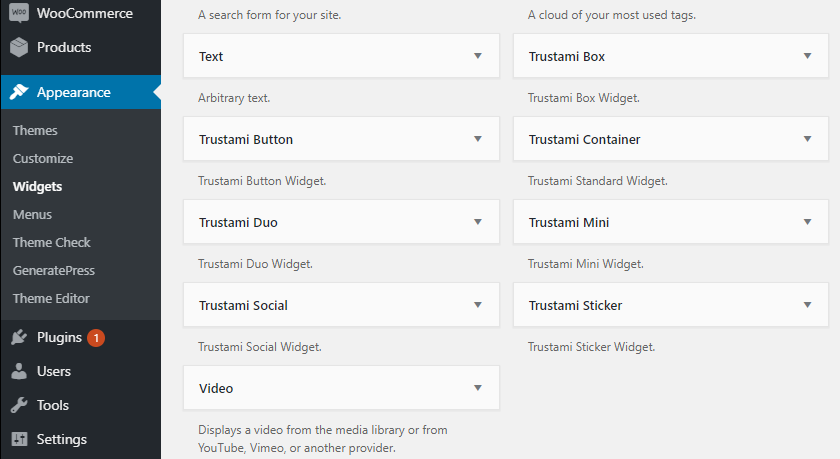 WOO
WooCommerce
Products
Appearance
Themes
Customize
Widgets
Menus
Theme Check
GeneratePress
Theme Editor
Plugins 1
Users
Tools
Settings
A search form for your site.
A cloud of your most used tags.
Text
Trustami Box
Arbitrary text.
Trustami Box Widget.
Trustami Button
Trustami Container
Trustami Button Widget.
Trustami Standard Widget.
Trustami Duo
Trustami Mini
Trustami Duo Widget.
Trustami Mini Widget.
Trustami Social
Trustami Sticker
Trustami Social Widget.
Trustami Sticker Widget.
Video
Displays a video from the media library or from
YouTube, Vimeo, or another provider.